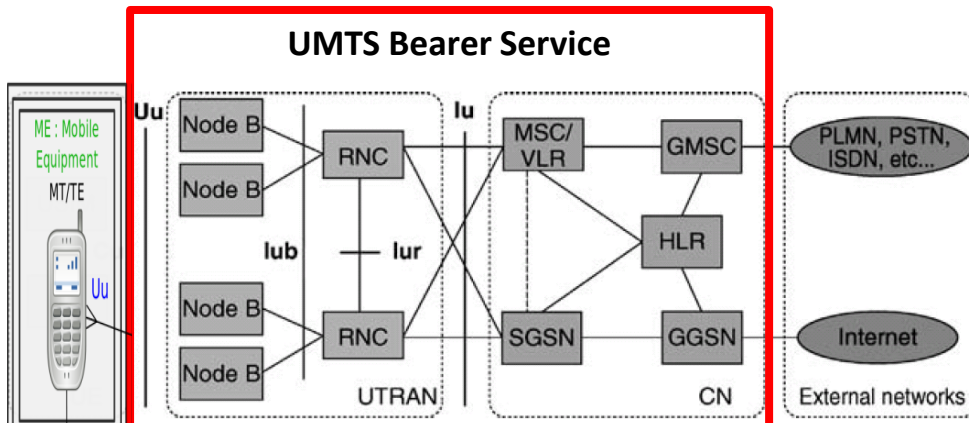 UMTS Bearer Service
ME : Mobile
Equipment
MT/TE
Uu
Uu
Node B
Node B
Iub
Node B
Node B
RNC
Iur
RNC
UTRAN
Iu
MSC/
VLR
GMSC
HLR
SGSN
GGSN
CN
PLMN, PSTN,
ISDN, etc...
Internet
External networks